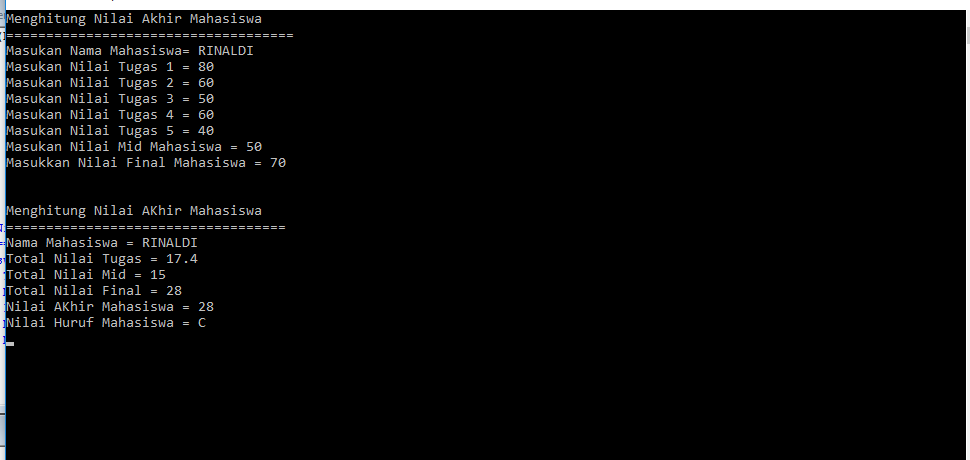 Menghitung Nilai Akhir Mahasiswa
====================================
Masukan Nama Mahasiswa= RINALDI
Masukan Nilai Tugas 1 = 80
Masukan Nilai Tugas 2 = 60
Masukan Nilai Tugas 3 = 50
Masukan Nilai Tugas 4 = 60
Masukan Nilai Tugas 5 = 40
Masukan Nilai Mid Mahasiswa = 50
Masukkan Nilai Final Mahasiswa = 70
Menghitung Nilai AKhir Mahasiswa
===================================
Nama Mahasiswa = RINALDI
Total Nilai Tugas = 17.4
Total Nilai Mid = 15
Total Nilai Final = 28
Nilai AKhir Mahasiswa = 28
Nilai Huruf Mahasiswa = C